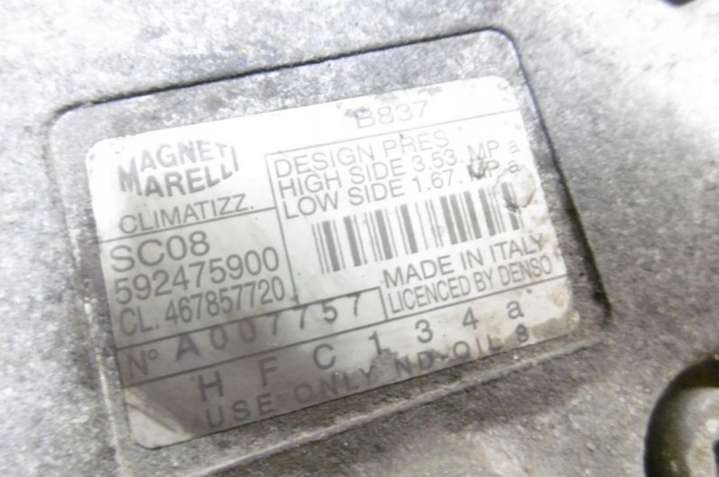 B837
MAGNETI
MARELLI
CLIMATIZZ.
SC08
592475900
CL. 467857720
DESIGN PRES
HIGH SIDE 3.53. MPa
LOW SIDE 1.67. MPa
MADE IN ITALY
LICENCED BY DENSO
N° A007757
HFC134a
USE ONLY ND-OIL 8